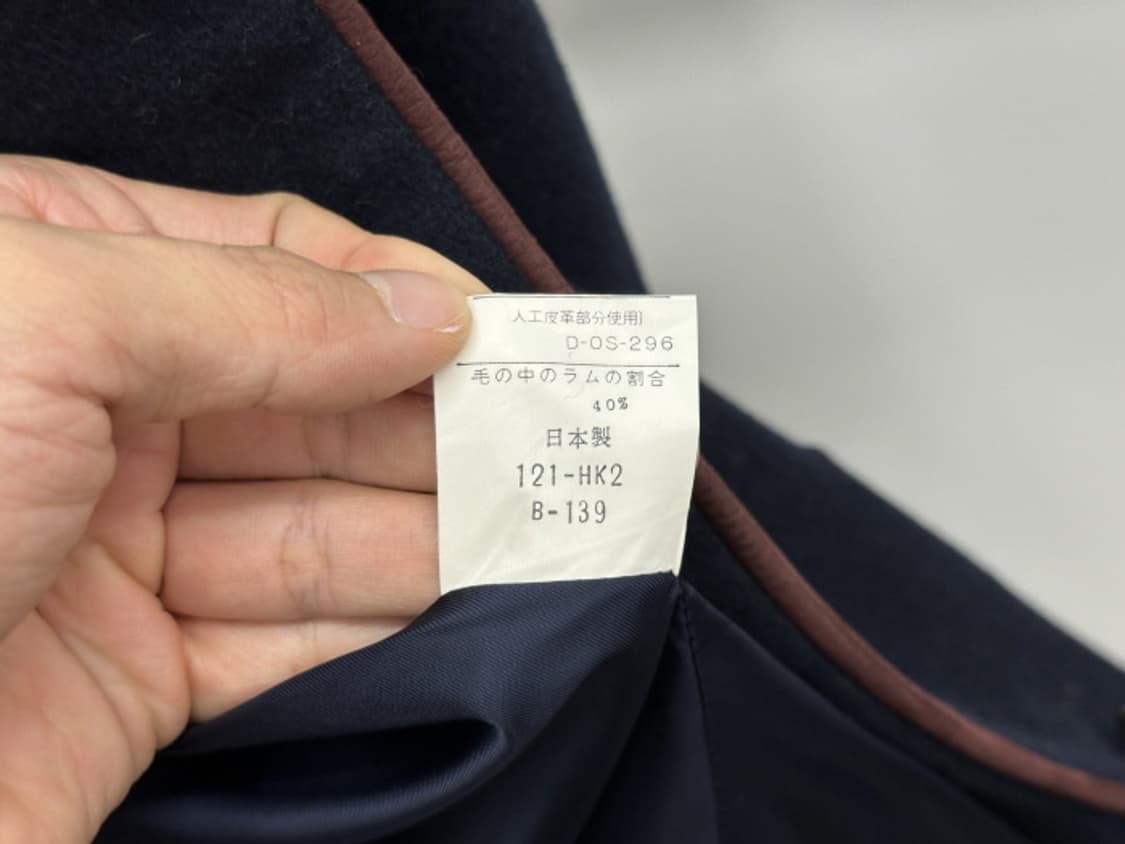 人工皮革部分使用
D-OS-296
毛の中のラムの割合
40%
日本製
121-HK2
B-139